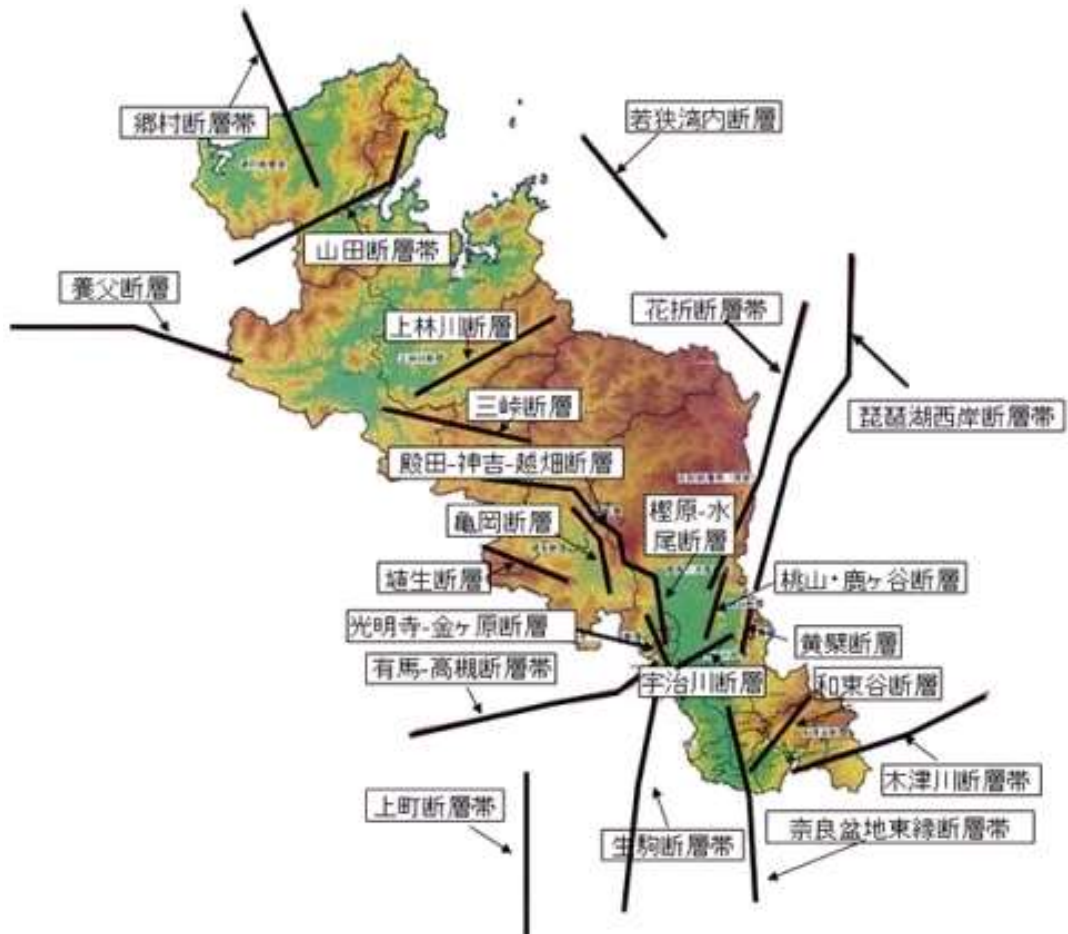 郷村断層帯
若狭湾内断層
山田断層帯
養父断層
花折断層帯
上林川断層
三峠断層
琵琶湖西岸断層帯
殿田-神吉-越畑断層
樫原-水
尾断層
亀岡断層
埴生断層
桃山・鹿ヶ谷断層
光明寺-金ヶ原断層
黄檗断層
有馬-高槻断層帯
宇治川断層
和束谷断層
木津川断層帯
上町断層帯
生駒断層帯
奈良盆地東縁断層帯